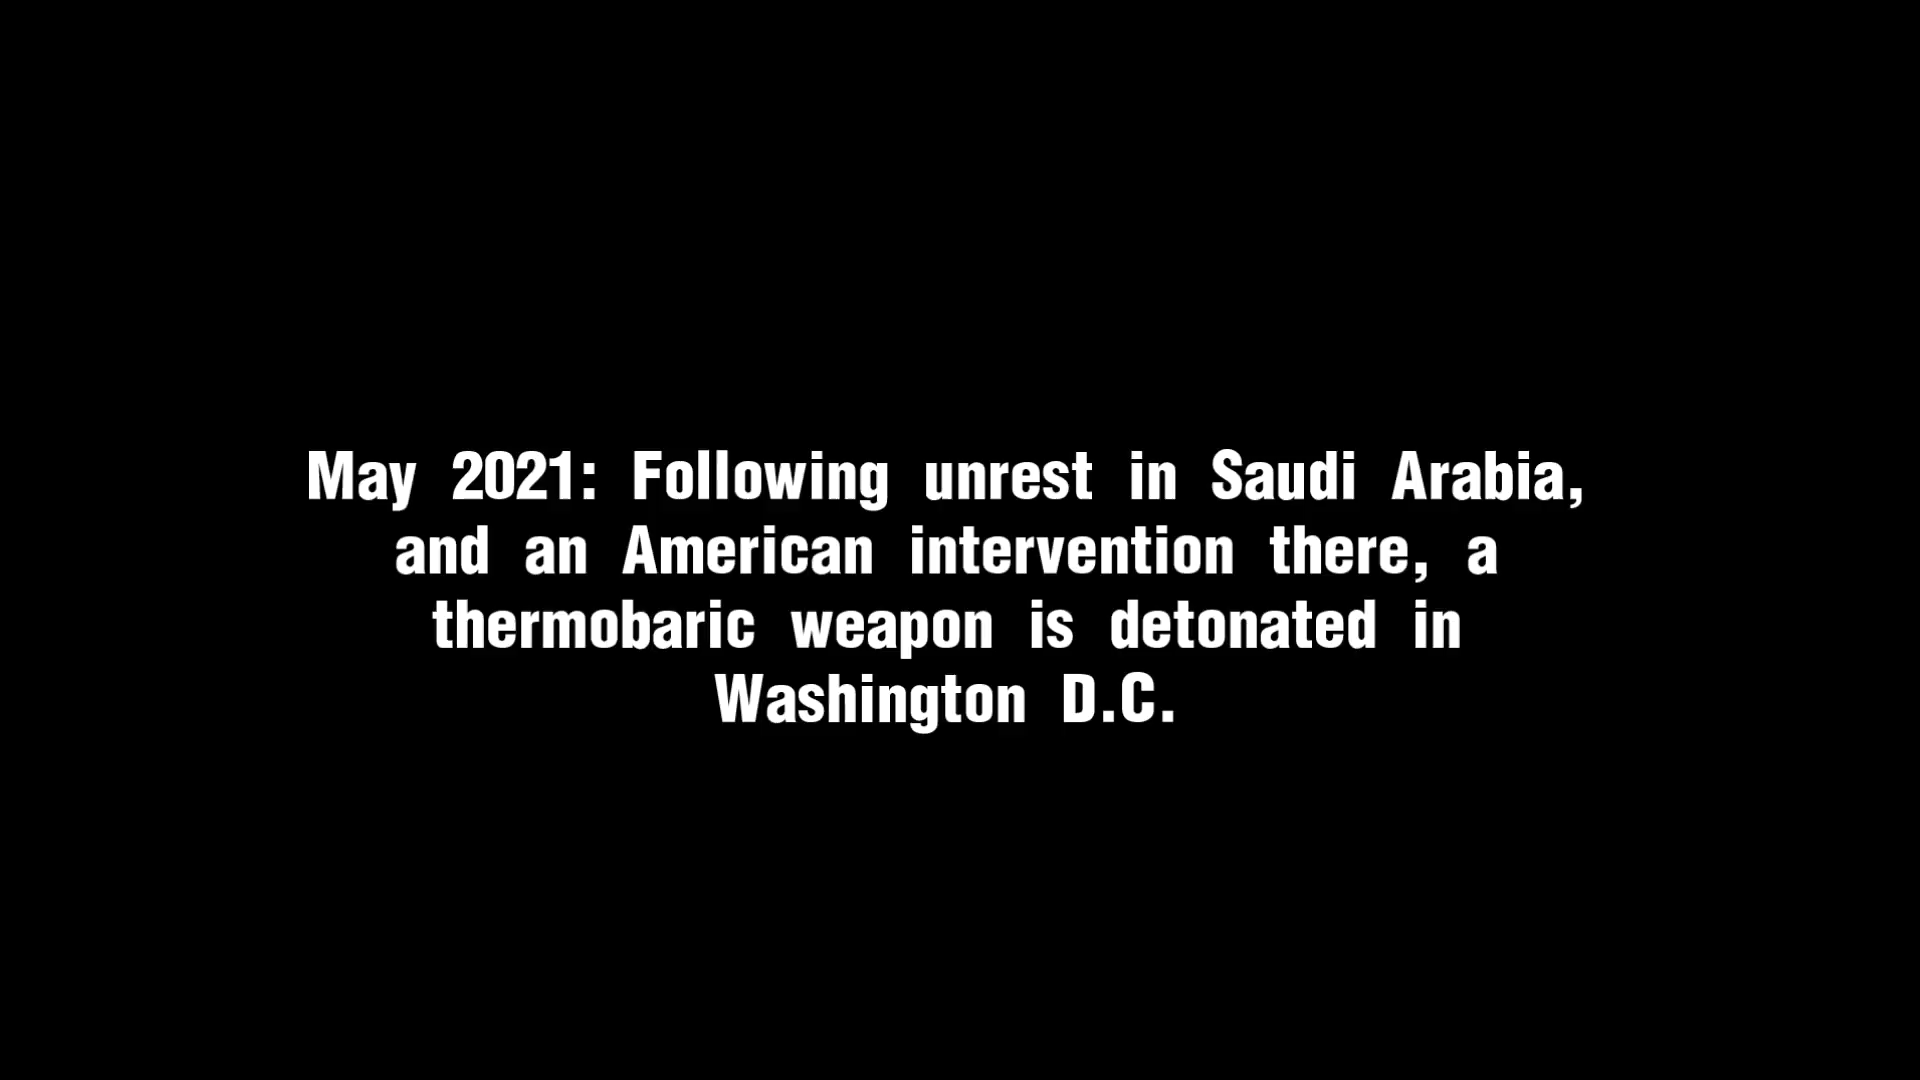 May 2021: Following unrest in Saudi Arabia,
and an American intervention there, a
thermobaric weapon is detonated in
Washington D.C.